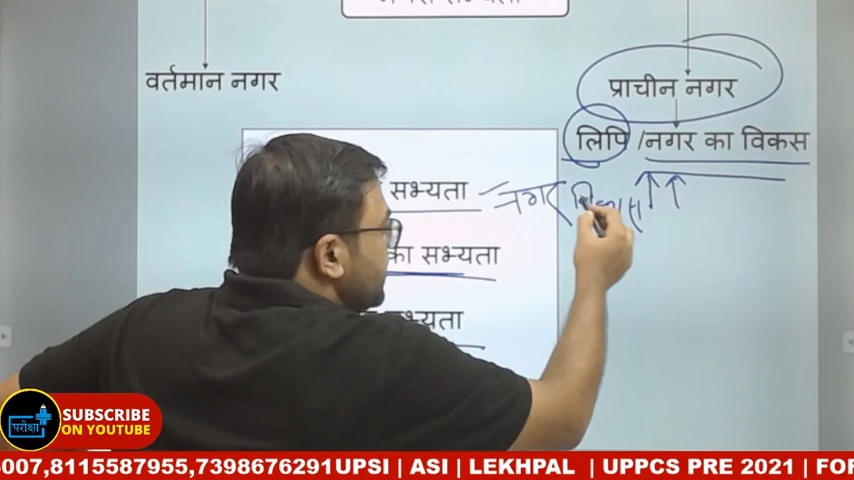 वर्तमान नगर
प्राचीन नगर
लिपि /नगर का विकस
सभ्यता
नगर विकास
का सभ्यता
सभ्यता
परीक्षा
SUBSCRIBE
ON YOUTUBE
5007,8115587955,7398676291UPSI | ASI | LEKHPAL | UPPCS PRE 2021 | FOR